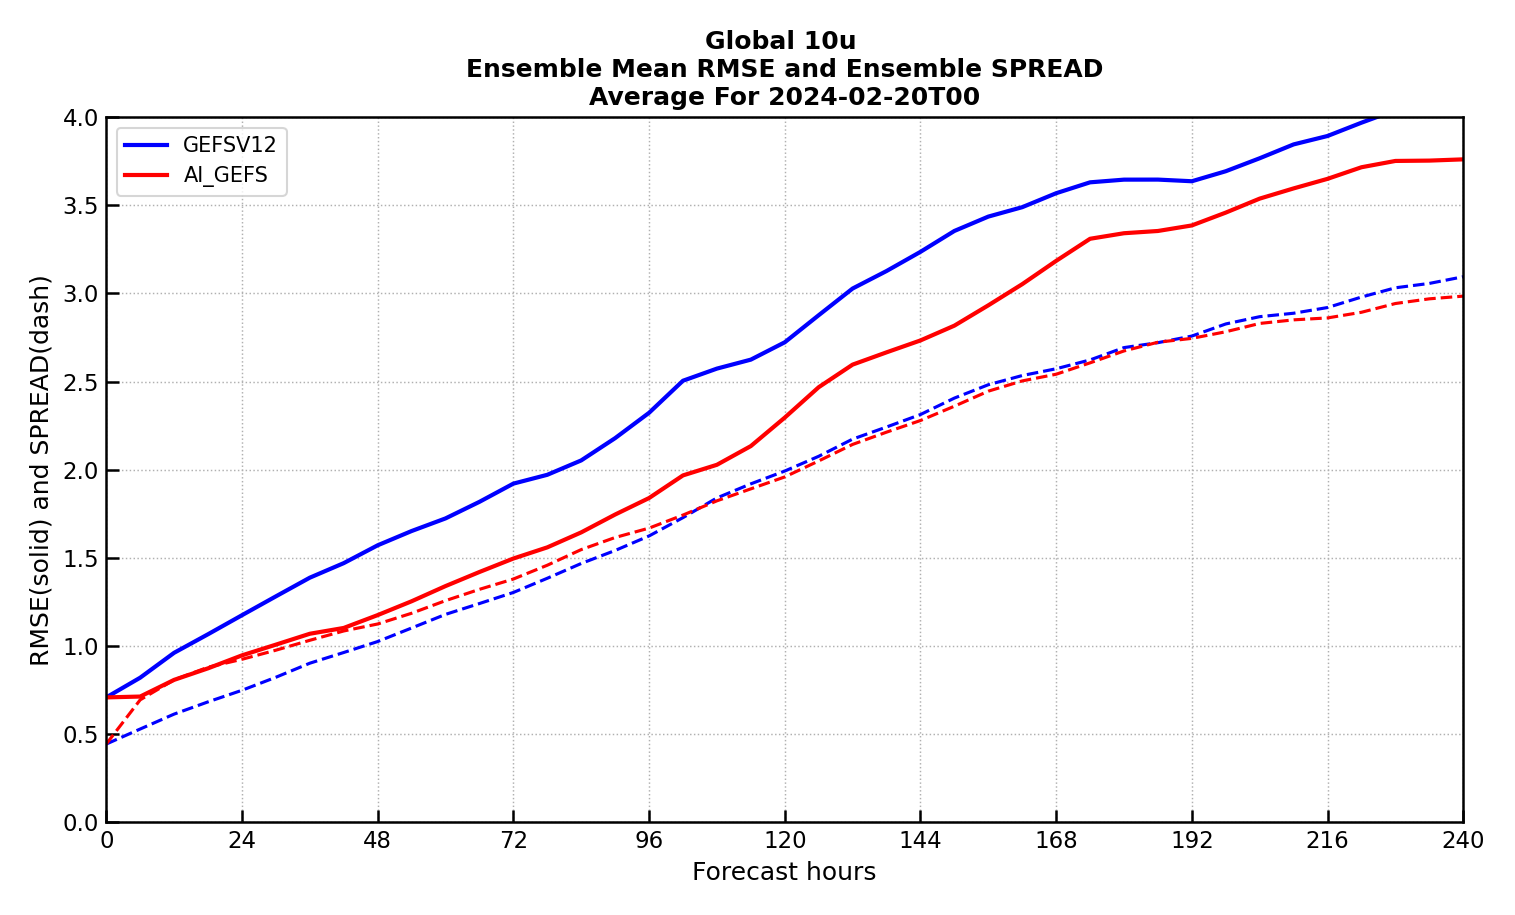 Global 10u
Ensemble Mean RMSE and Ensemble SPREAD
Average For 2024-02-20T00
GEFSV12
AI_GEFS
RMSE(solid) and SPREAD(dash)
4.0
3.5
3.0
2.5
2.0
1.5
1.0
0.5
0.0
0 24 48 72 96 120 144 168 192 216 240
Forecast hours